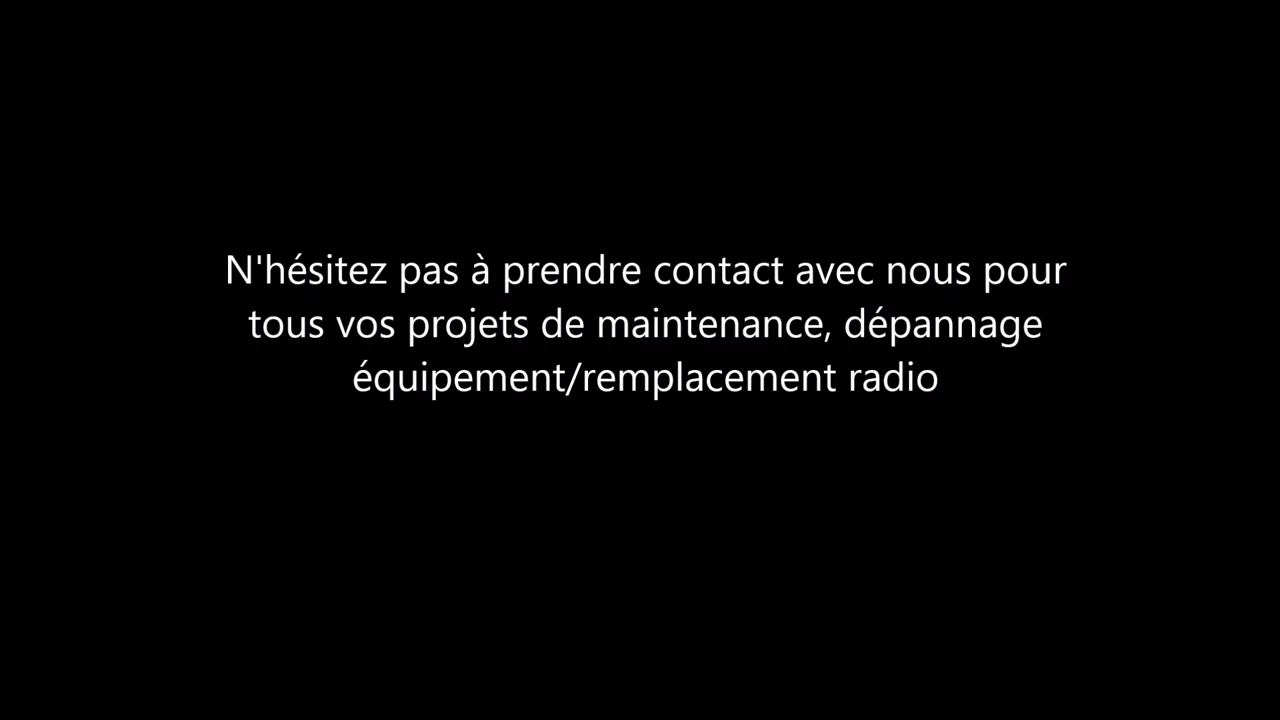 N'hésitez pas à prendre contact avec nous pour
tous vos projets de maintenance, dépannage
équipement/remplacement radio